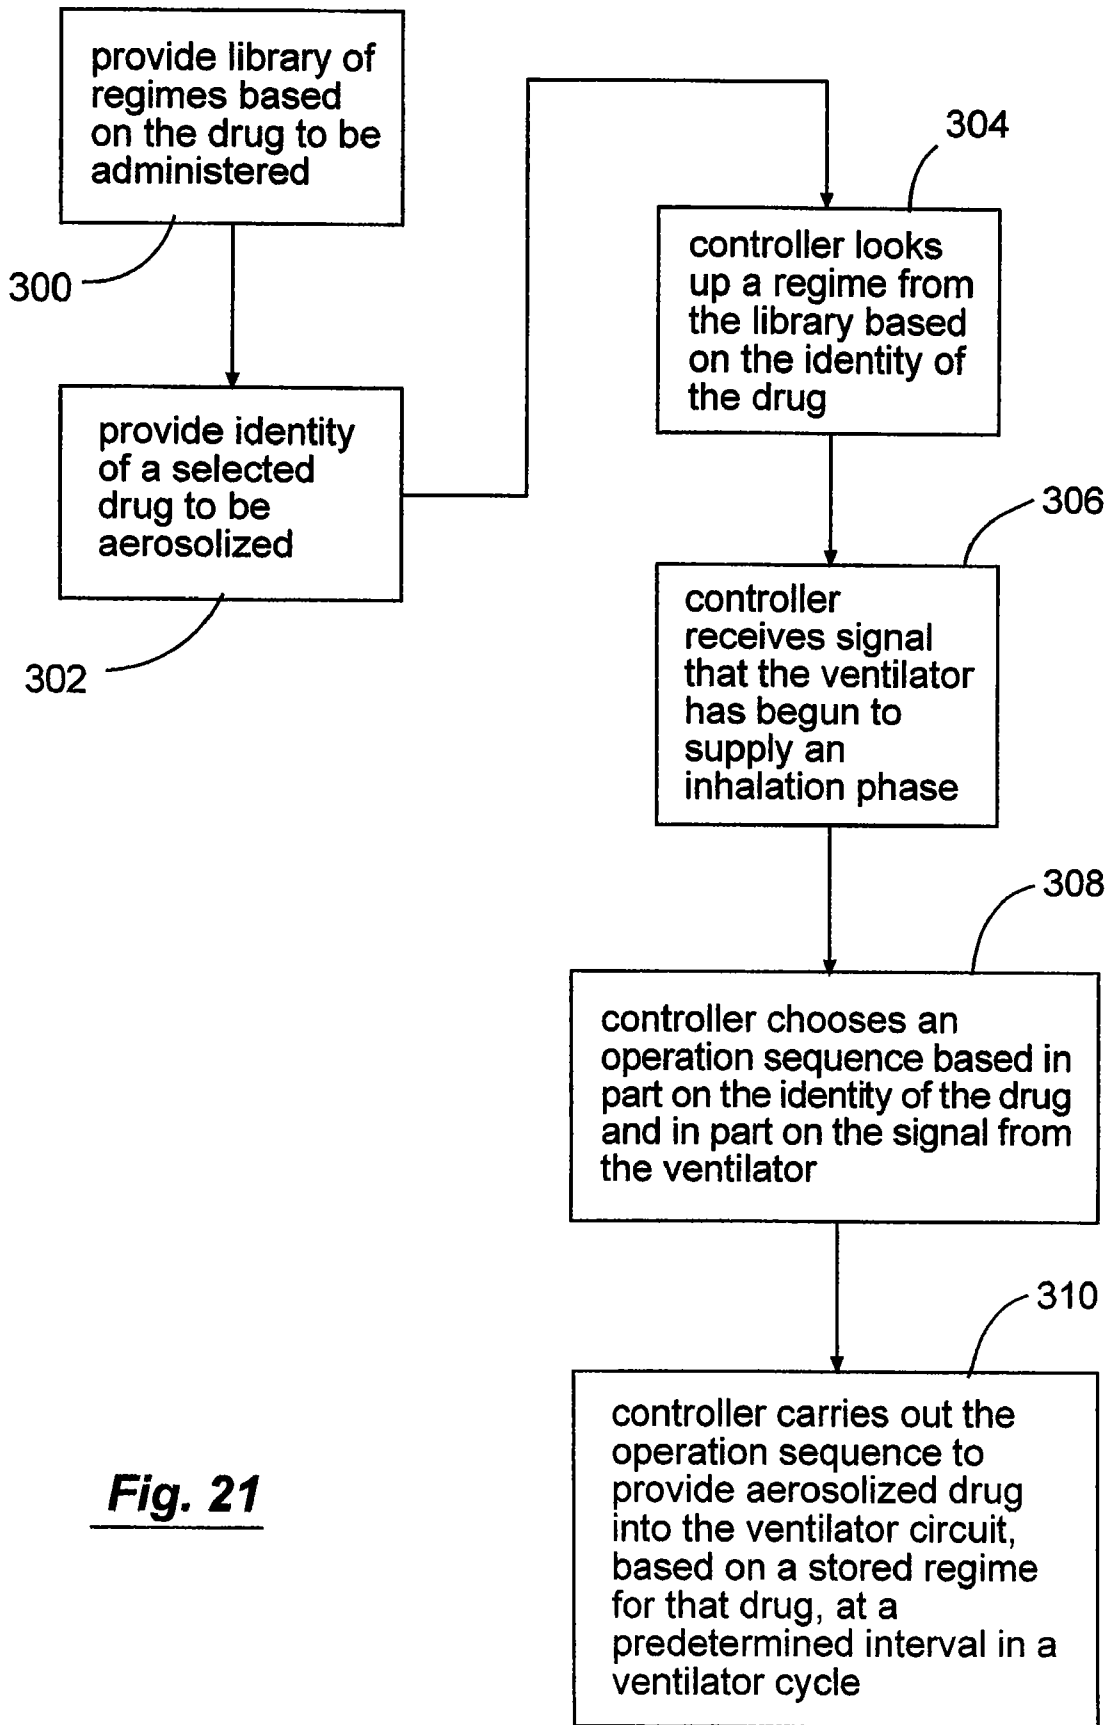 provide library of
regimes based
on the drug to be
administered
300
provide identity
of a selected
drug to be
aerosolized
302
304
controller looks
up a regime from
the library based
on the identity of
the drug
306
controller
receives signal
that the ventilator
has begun to
supply an
inhalation phase
308
controller chooses an
operation sequence based in
part on the identity of the drug
and in part on the signal from
the ventilator
310
controller carries out the
operation sequence to
provide aerosolized drug
into the ventilator circuit,
based on a stored regime
for that drug, at a
predetermined interval in a
ventilator cycle
Fig. 21